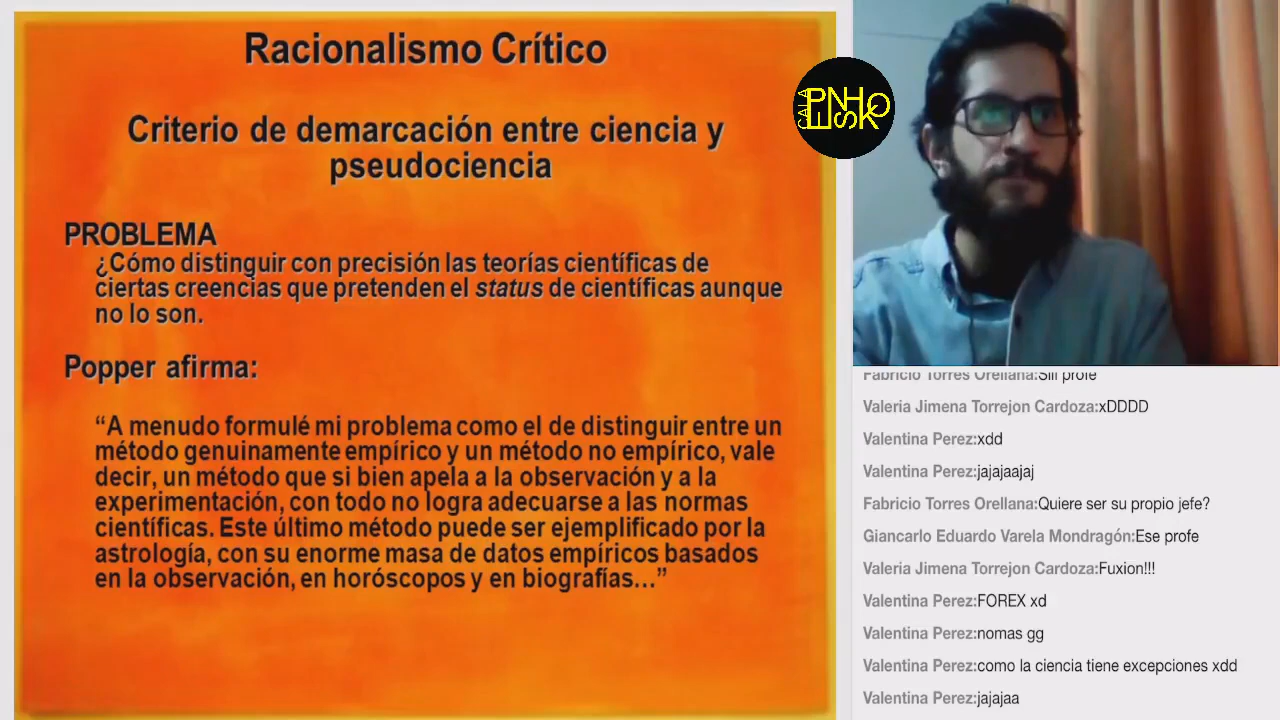 Racionalismo Crítico
Criterio de demarcación entre ciencia y
pseudociencia
PROBLEMA
¿Cómo distinguir con precisión las teorías científicas de
ciertas creencias que pretenden el status de científicas aunque
no lo son.
Popper afirma:
“A menudo formulé mi problema como el de distinguir entre un
método genuinamente empírico y un método no empírico, vale
decir, un método que si bien apela a la observación y a la
experimentación, con todo no logra adecuarse a las normas
científicas. Este último método puede ser ejemplificado por la
astrología, con su enorme masa de datos empíricos basados
en la observación, en horóscopos y en biografías…”
CALA
Fabricio Torres Orellana:Siii profe
Valeria Jimena Torrejon Cardoza:xDDDD
Valentina Perez:xdd
Valentina Perez:jajajaajaj
Fabricio Torres Orellana:Quiere ser su propio jefe?
Giancarlo Eduardo Varela Mondragón:Ese profe
Valeria Jimena Torrejon Cardoza:Fuxion!!!
Valentina Perez:FOREX xd
Valentina Perez:nomas gg
Valentina Perez:como la ciencia tiene excepciones xdd
Valentina Perez:jajajaa